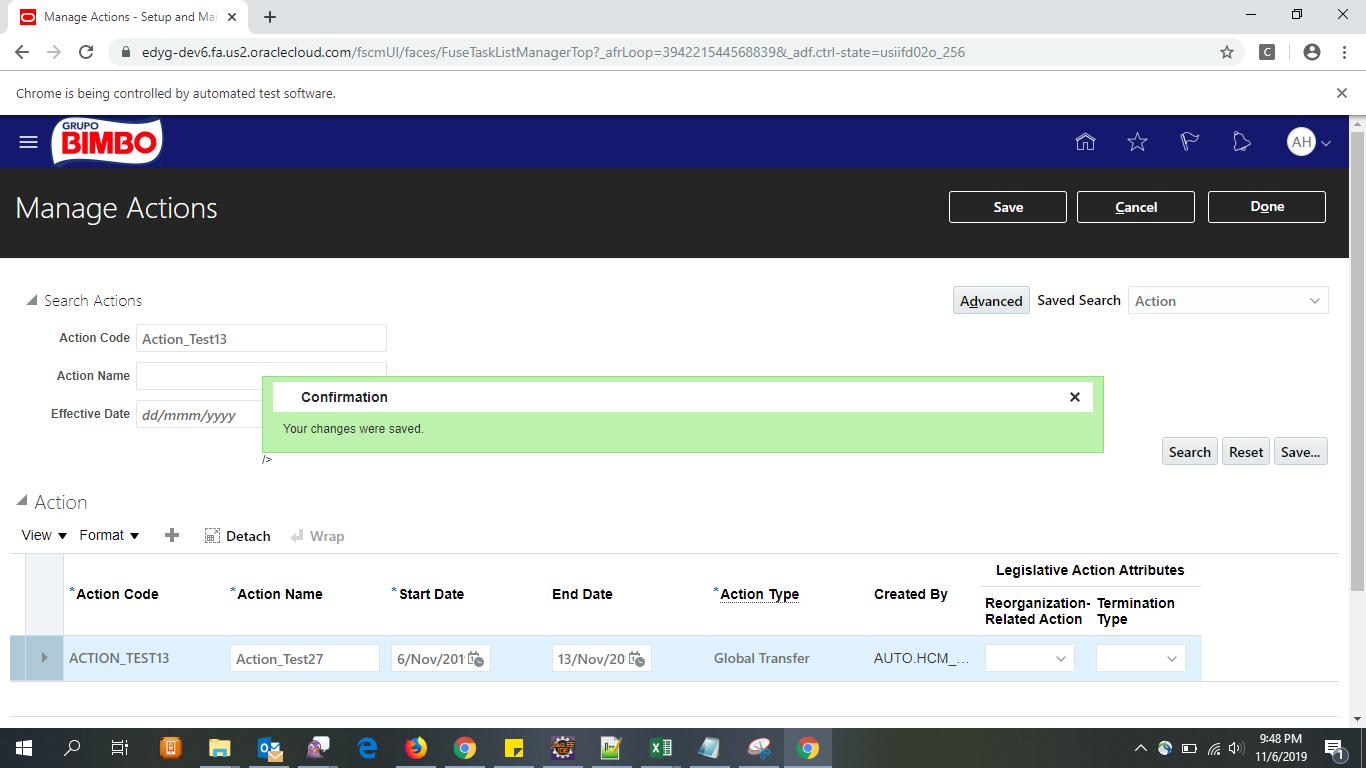 Manage Actions - Setup and Mai
edyg-dev6.fa.us2.oraclecloud.com/fscmUI/faces/FuseTaskListManagerTop?_afrLoop=394221544568839&_adf.ctrl-state=usiifd02o_256
C
Chrome is being controlled by automated test software.
GRUPO
BIMBO
AH
Manage Actions
Save
Cancel
Done
Search Actions
Advanced
Saved Search
Action
Action Code
Action_Test13
Action Name
Effective Date
dd/mmm/yyyy
Confirmation
Your changes were saved.
/>
Search
Reset
Save...
Action
View
Format
Detach
Wrap
Legislative Action Attributes
*Action Code
*Action Name
*Start Date
End Date
*Action Type
Created By
Reorganization-
Related Action
Termination
Type
ACTION_TEST13
Action_Test27
6/Nov/201
13/Nov/20
Global Transfer
AUTO.HCM_...
9:48 PM
11/6/2019
1